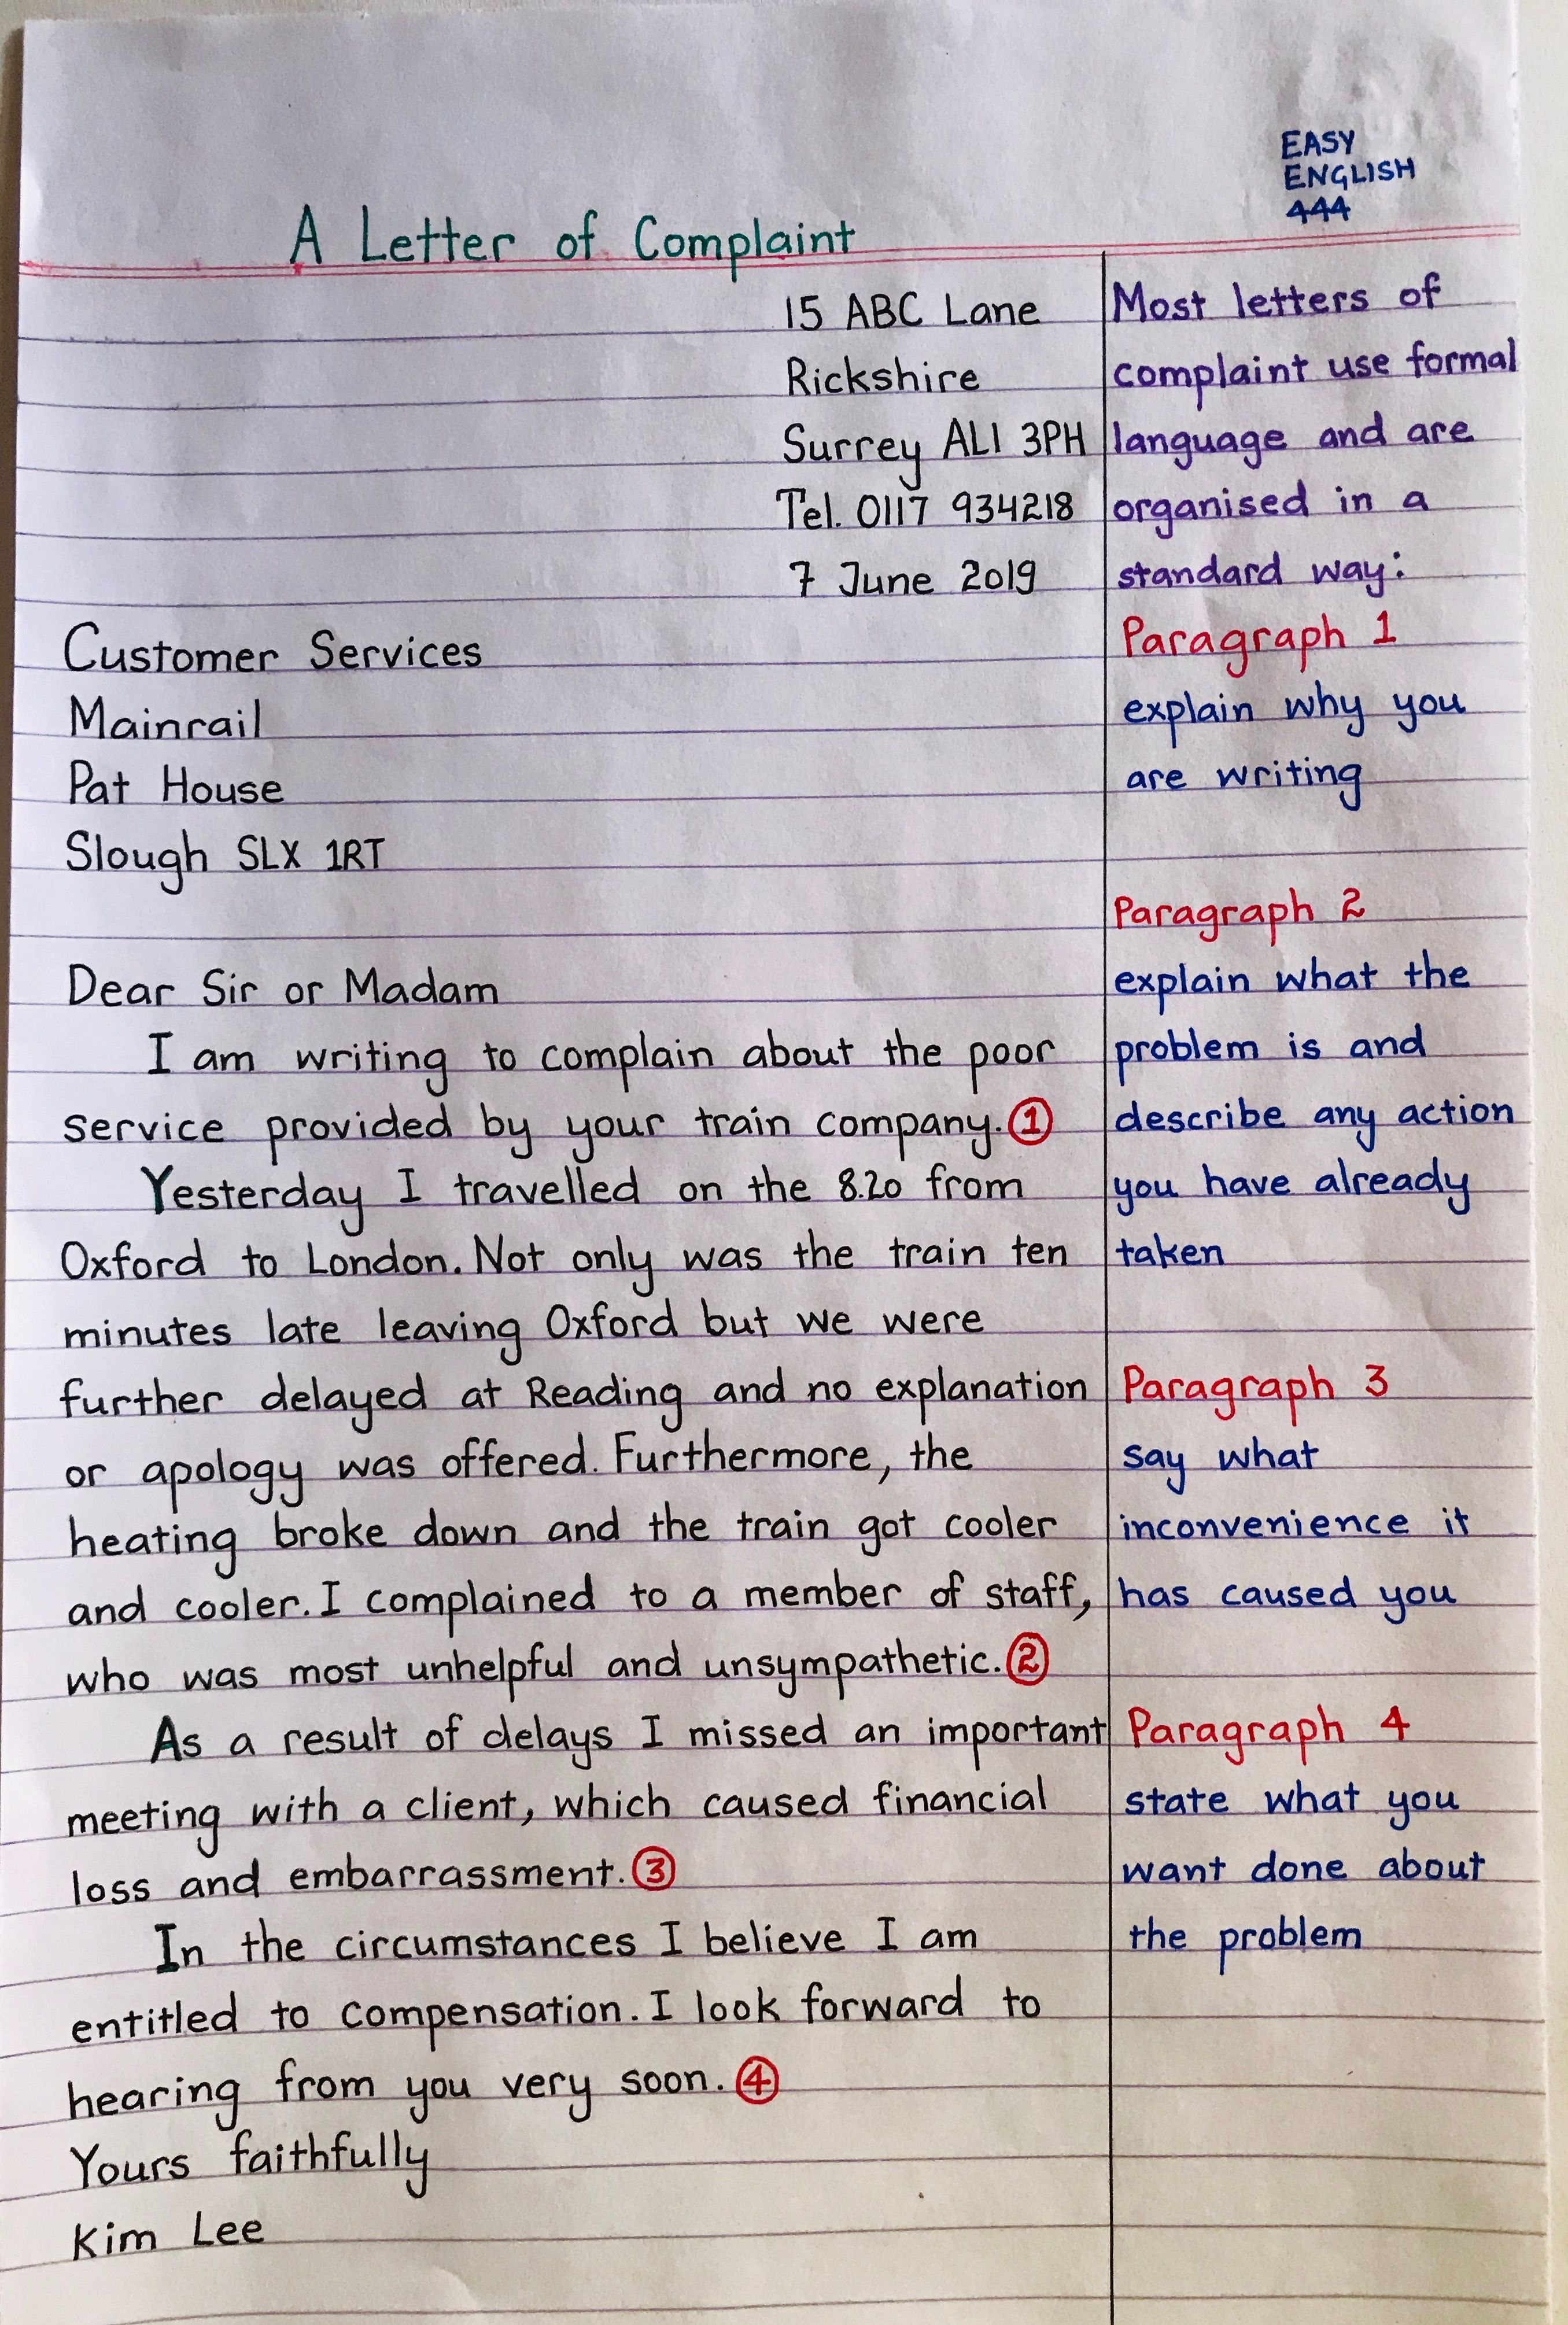 EASY
ENGLISH
444
A Letter of Complaint
15 ABC Lane
Rickshire
Surrey AL1 3PH
Tel. 0117 934218
7 June 2019
Customer Services
Mainrail
Pat House
Slough SLX 1RT
Dear Sir or Madam
I am writing to complain about the poor
service provided by your train company. ①
Yesterday I travelled on the 8.20 from
Oxford to London. Not only was the train ten
minutes late leaving Oxford but we were
further delayed at Reading and no explanation
or apology was offered. Furthermore, the
heating broke down and the train got cooler
and cooler. I complained to a member of staff,
who was most unhelpful and unsympathetic. ②
As a result of delays I missed an important
meeting with a client, which caused financial
loss and embarrassment. ③
In the circumstances I believe I am
entitled to compensation. I look forward to
hearing from you very soon. ④
Yours faithfully
Kim Lee
Most letters of
complaint use formal
language and are
organised in a
standard way:
Paragraph 1
explain why you
are writing
Paragraph 2
explain what the
problem is and
describe any action
you have already
taken
Paragraph 3
say what
inconvenience it
has caused you
Paragraph 4
state what you
want done about
the problem